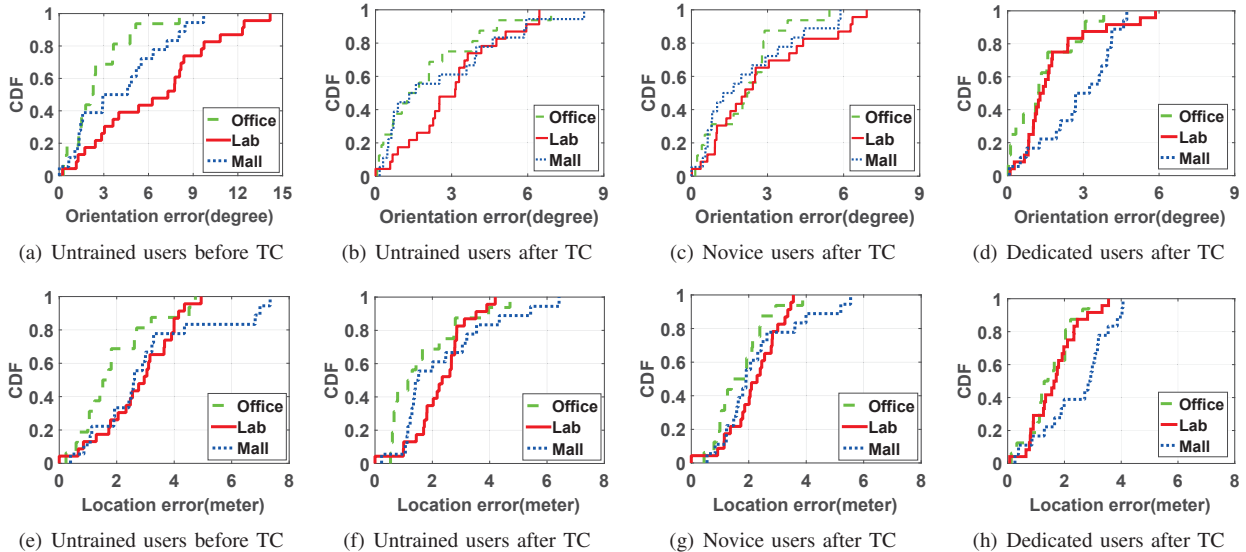 CDF
1
0.8
0.6
0.4
0.2
0
0 3 6 9 12 15
Orientation error(degree)
Office
Lab
Mall
(a) Untrained users before TC
CDF
1
0.8
0.6
0.4
0.2
0
0 3 6 9
Orientation error(degree)
Office
Lab
Mall
(b) Untrained users after TC
CDF
1
0.8
0.6
0.4
0.2
0
0 3 6 9
Orientation error(degree)
Office
Lab
Mall
(c) Novice users after TC
CDF
1
0.8
0.6
0.4
0.2
0
0 3 6 9
Orientation error(degree)
Office
Lab
Mall
(d) Dedicated users after TC
CDF
1
0.8
0.6
0.4
0.2
0
0 2 4 6 8
Location error(meter)
Office
Lab
Mall
(e) Untrained users before TC
CDF
1
0.8
0.6
0.4
0.2
0
0 2 4 6 8
Location error(meter)
Office
Lab
Mall
(f) Untrained users after TC
CDF
1
0.8
0.6
0.4
0.2
0
0 2 4 6 8
Location error(meter)
Office
Lab
Mall
(g) Novice users after TC
CDF
1
0.8
0.6
0.4
0.2
0
0 2 4 6 8
Location error(meter)
Office
Lab
Mall
(h) Dedicated users after TC